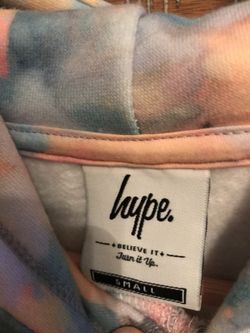 hype.
BELIEVE IT
Turn it Up.
SMALL